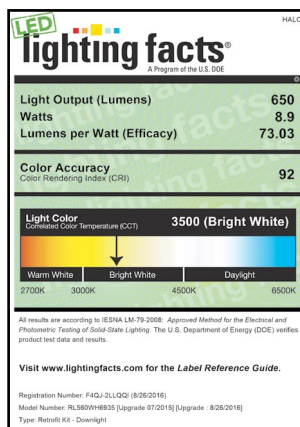 HALO
LED
lighting facts®
A Program of the U.S. DOE
Light Output (Lumens) 650
Watts 8.9
Lumens per Watt (Efficacy) 73.03
Color Accuracy 92
Color Rendering Index (CRI)
Light Color 3500 (Bright White)
Correlated Color Temperature (CCT)
Warm White Bright White Daylight
2700K 3000K 4500K 6500K
All results are according to IESNA LM-79-2008: Approved Method for the Electrical and
Photometric Testing of Solid-State Lighting. The U.S. Department of Energy (DOE) verifies
product test data and results.
Visit www.lightingfacts.com for the Label Reference Guide.
Registration Number: F4QJ-2LLQQI (8/26/2016)
Model Number: RL560WH6935 [Upgrade 07/2015] [Upgrade : 8/26/2016]
Type: Retrofit Kit - Downlight